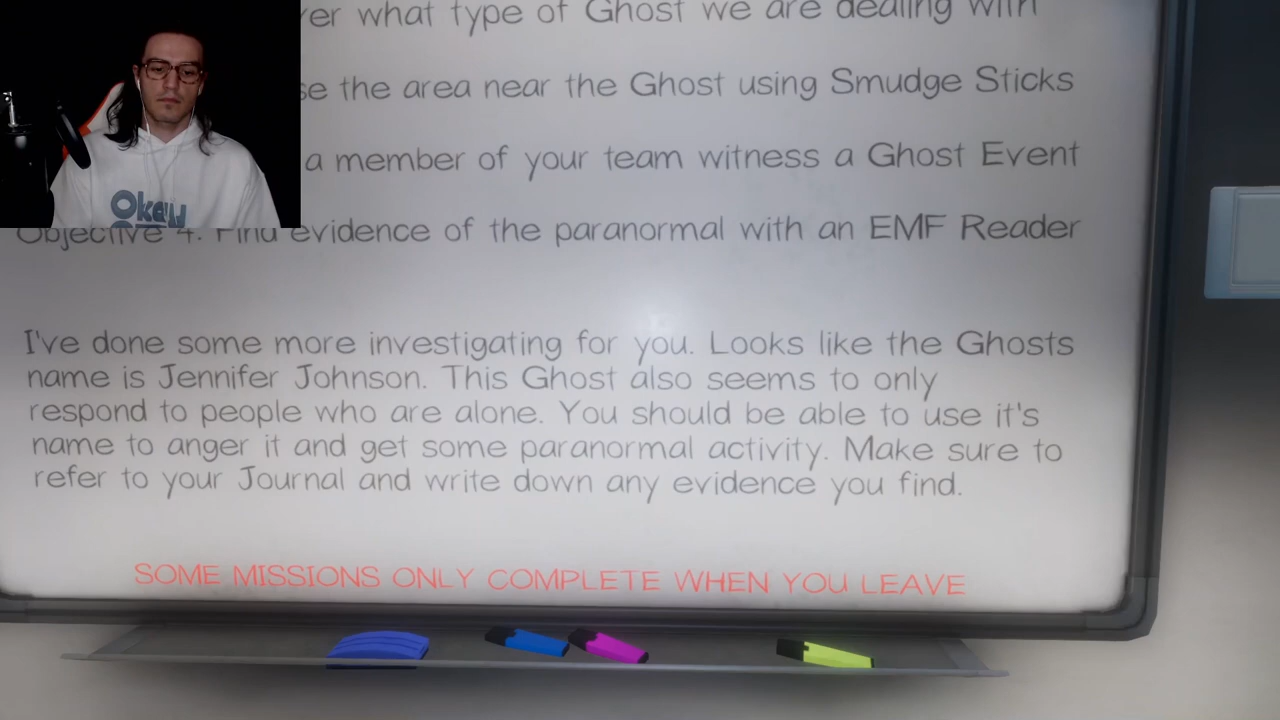 er what type of Ghost we are dealing with
se the area near the Ghost using Smudge Sticks
a member of your team witness a Ghost Event
Objective 4: Find evidence of the paranormal with an EMF Reader
I've done some more investigating for you. Looks like the Ghosts
name is Jennifer Johnson. This Ghost also seems to only
respond to people who are alone. You should be able to use it's
name to anger it and get some paranormal activity. Make sure to
refer to your Journal and write down any evidence you find.
SOME MISSIONS ONLY COMPLETE WHEN YOU LEAVE